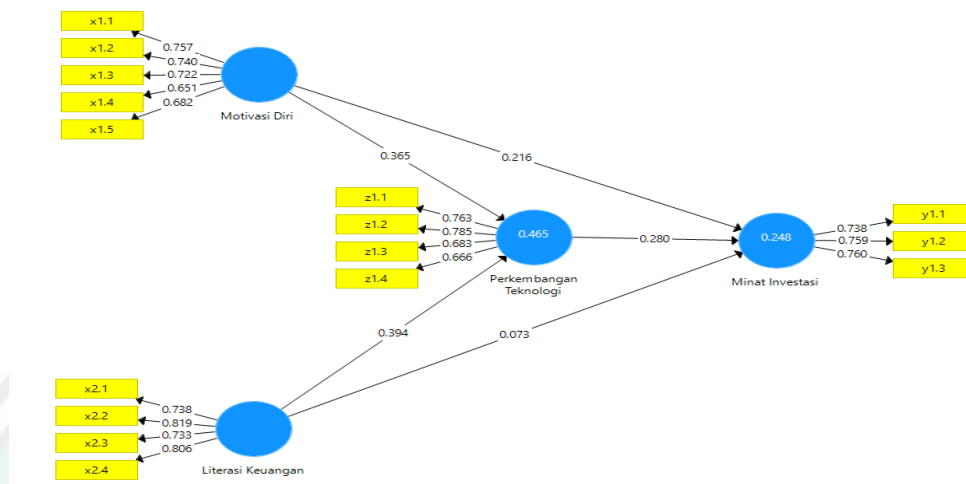 x1.1
x1.2
x1.3
x1.4
x1.5
0.757
0.740
0.722
0.651
0.682
Motivasi Diri
0.365
0.216
z1.1
z1.2
z1.3
z1.4
0.763
0.785
0.683
0.666
0.465
Perkembangan
Teknologi
0.280
0.248
Minat Investasi
0.738
0.759
0.760
y1.1
y1.2
y1.3
0.394
0.073
x2.1
x2.2
x2.3
x2.4
0.738
0.819
0.733
0.806
Literasi Keuangan